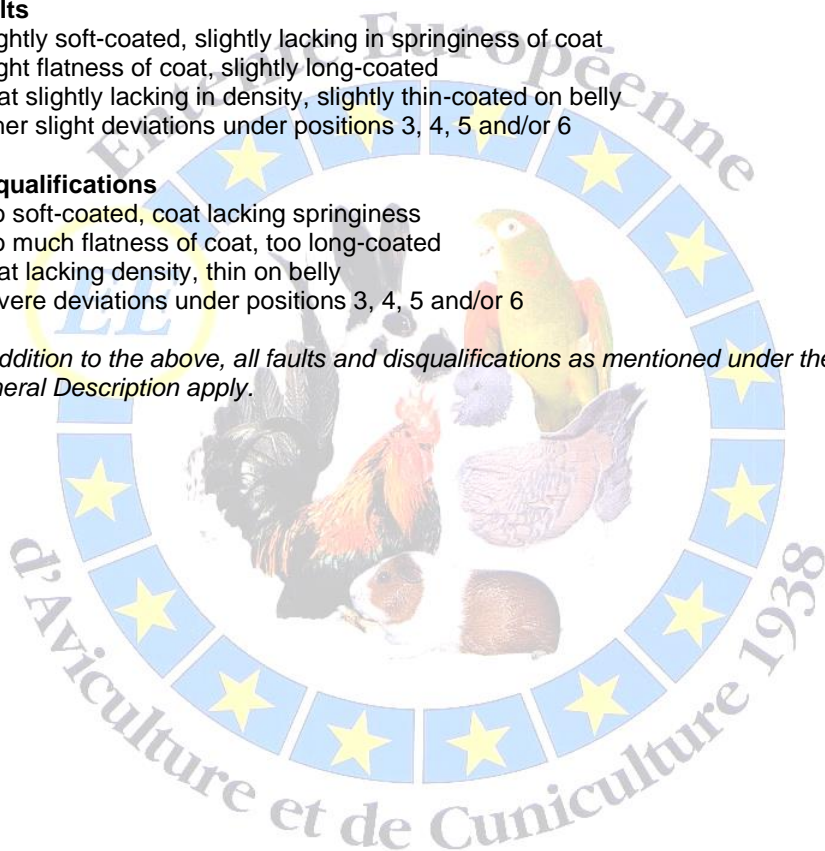 lts
ghtly soft-coated, slightly lacking in springiness of coat
ght flatness of coat, slightly long-coated
at slightly lacking in density, slightly thin-coated on belly
her slight deviations under positions 3, 4, 5 and/or 6
qualifications
o soft-coated, coat lacking springiness
o much flatness of coat, too long-coated
at lacking density, thin on belly
vere deviations under positions 3, 4, 5 and/or 6
ddition to the above, all faults and disqualifications as mentioned under the
neral Description apply.
Entente Européenne
EE
d'Aviculture et de Cuniculture 1938